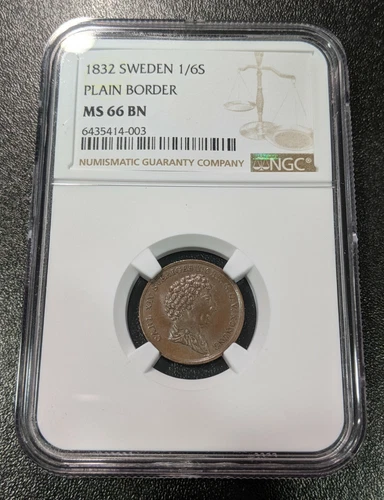 1832 SWEDEN 1/6S
PLAIN BORDER
MS 66 BN
6435414-003
NUMISMATIC GUARANTY COMPANY
NGC®